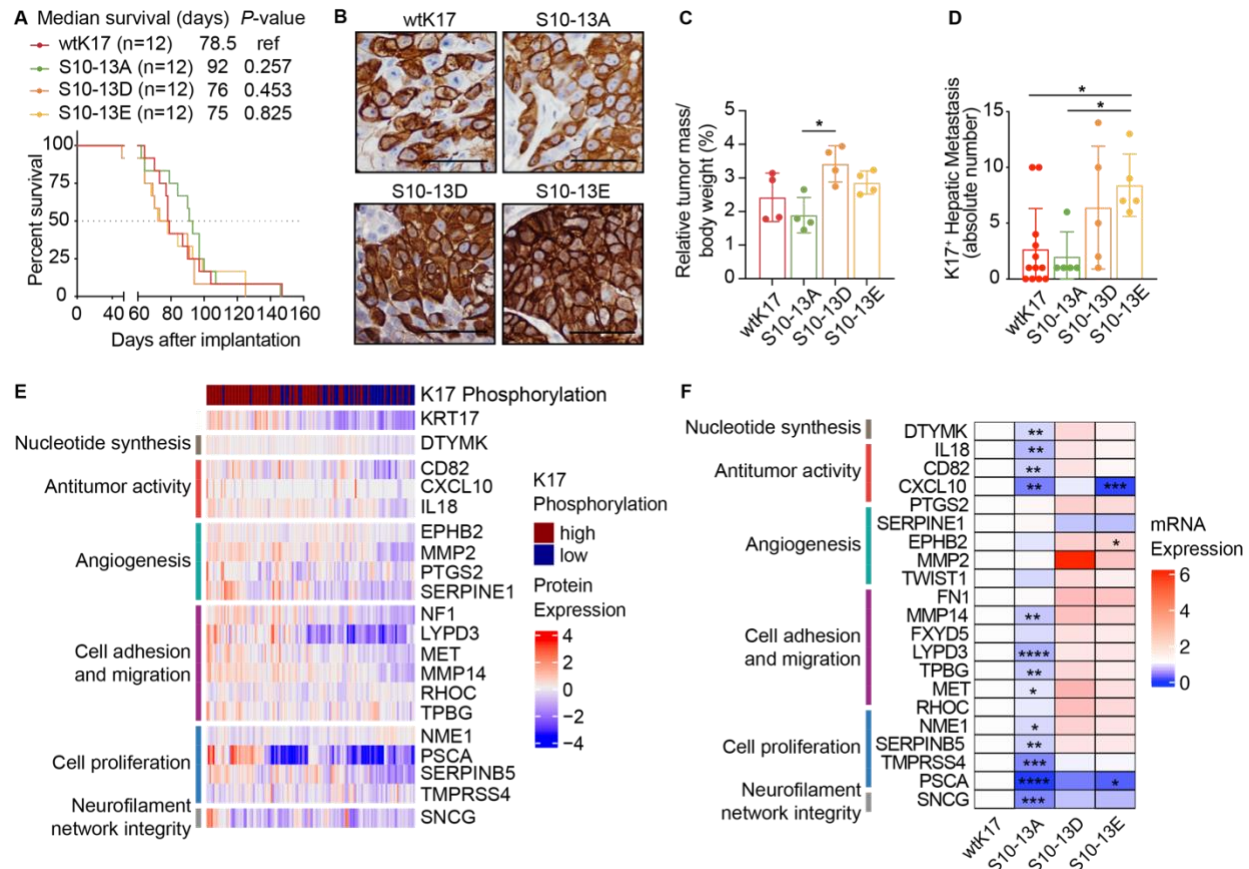 A Median survival (days) P-value
wtK17 (n=12) 78.5 ref
S10-13A (n=12) 92 0.257
S10-13D (n=12) 76 0.453
S10-13E (n=12) 75 0.825
Percent survival
100
75
50
25
0
0 40 60 80 100 120 140 160
Days after implantation
B
wtK17 S10-13A
S10-13D S10-13E
C
Relative tumor mass/
body weight (%)
5
4
3
2
1
0
*
wtK17 S10-13A S10-13D S10-13E
D
K17+ Hepatic Metastasis
(absolute number)
15
10
5
0
*
*
wtK17 S10-13A S10-13D S10-13E
E
K17 Phosphorylation
KRT17
Nucleotide synthesis
DTYMK
Antitumor activity
CD82
CXCL10
IL18
Angiogenesis
EPHB2
MMP2
PTGS2
SERPINE1
Cell adhesion
and migration
NF1
LYPD3
MET
MMP14
RHOC
TPBG
Cell proliferation
NME1
PSCA
SERPINB5
TMPRSS4
Neurofilament
network integrity
SNCG
K17
Phosphorylation
high
low
Protein
Expression
4
2
0
−2
−4
F
Nucleotide synthesis
Antitumor activity
Angiogenesis
Cell adhesion
and migration
Cell proliferation
Neurofilament
network integrity
DTYMK **
IL18 **
CD82 **
CXCL10 ** ***
PTGS2
SERPINE1
EPHB2 *
MMP2
TWIST1
FN1
MMP14 **
FXYD5
LYPD3 ****
TPBG **
MET *
RHOC
NME1 *
SERPINB5 **
TMPRSS4 ***
PSCA **** *
SNCG ***
wtK17 S10-13A S10-13D S10-13E
mRNA
Expression
6
4
2
0